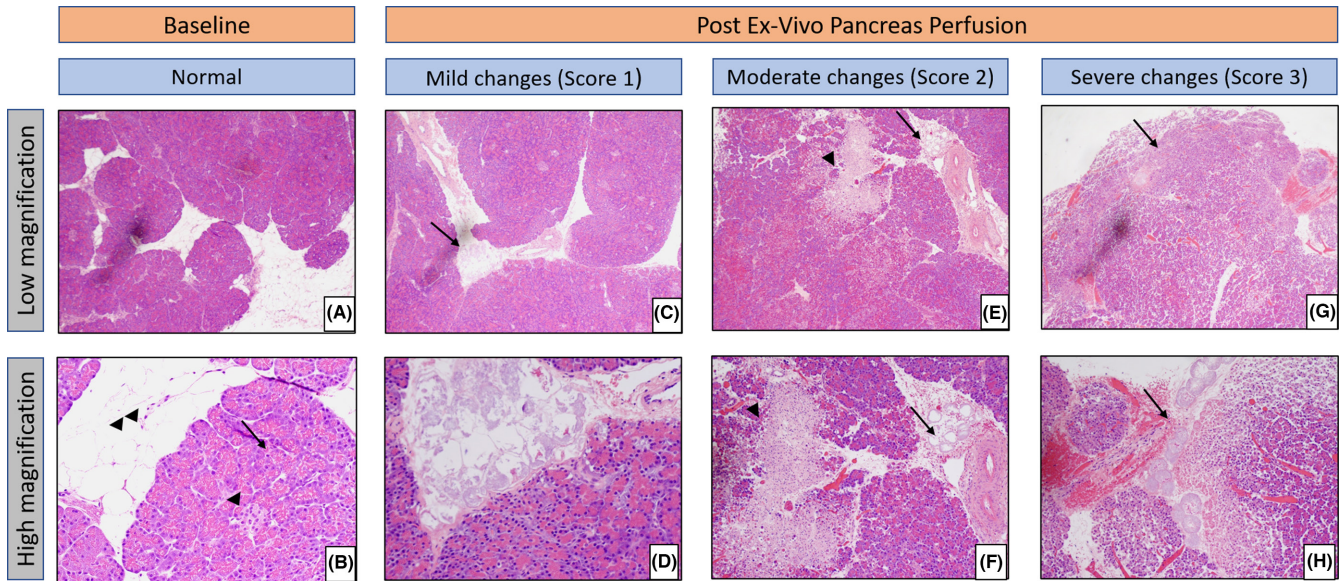 Baseline
Post Ex-Vivo Pancreas Perfusion
Normal
Mild changes (Score 1)
Moderate changes (Score 2)
Severe changes (Score 3)
Low magnification
(A)
(C)
(E)
(G)
High magnification
(B)
(D)
(F)
(H)